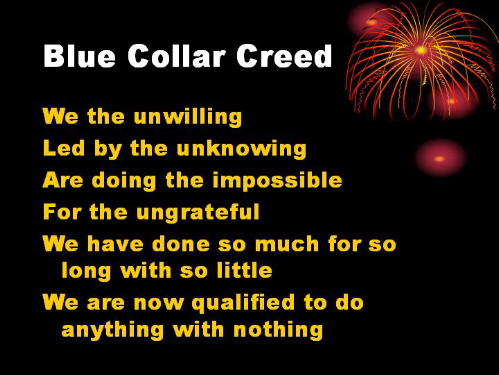 Blue Collar Creed
We the unwilling
Led by the unknowing
Are doing the impossible
For the ungrateful
We have done so much for so
long with so little
We are now qualified to do
anything with nothing